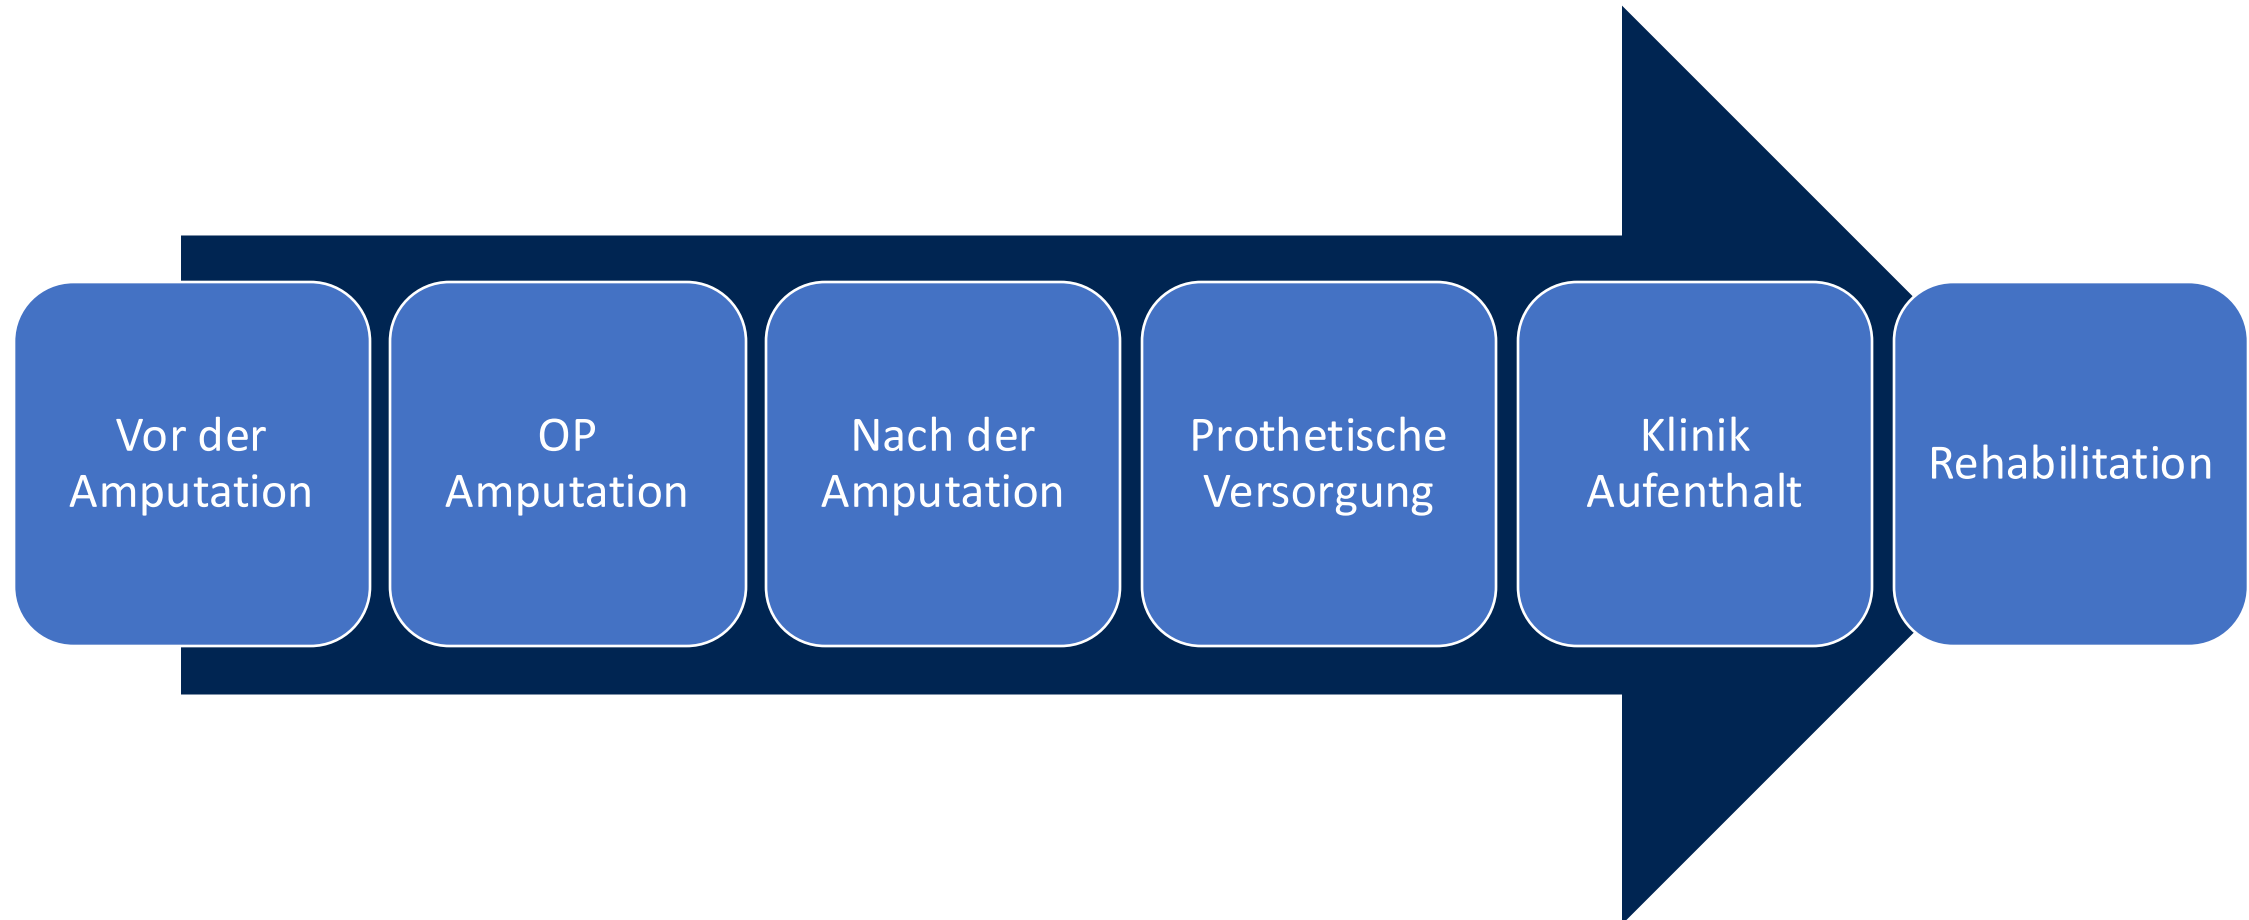 Vor der
Amputation
OP
Amputation
Nach der
Amputation
Prothetische
Versorgung
Klinik
Aufenthalt
Rehabilitation